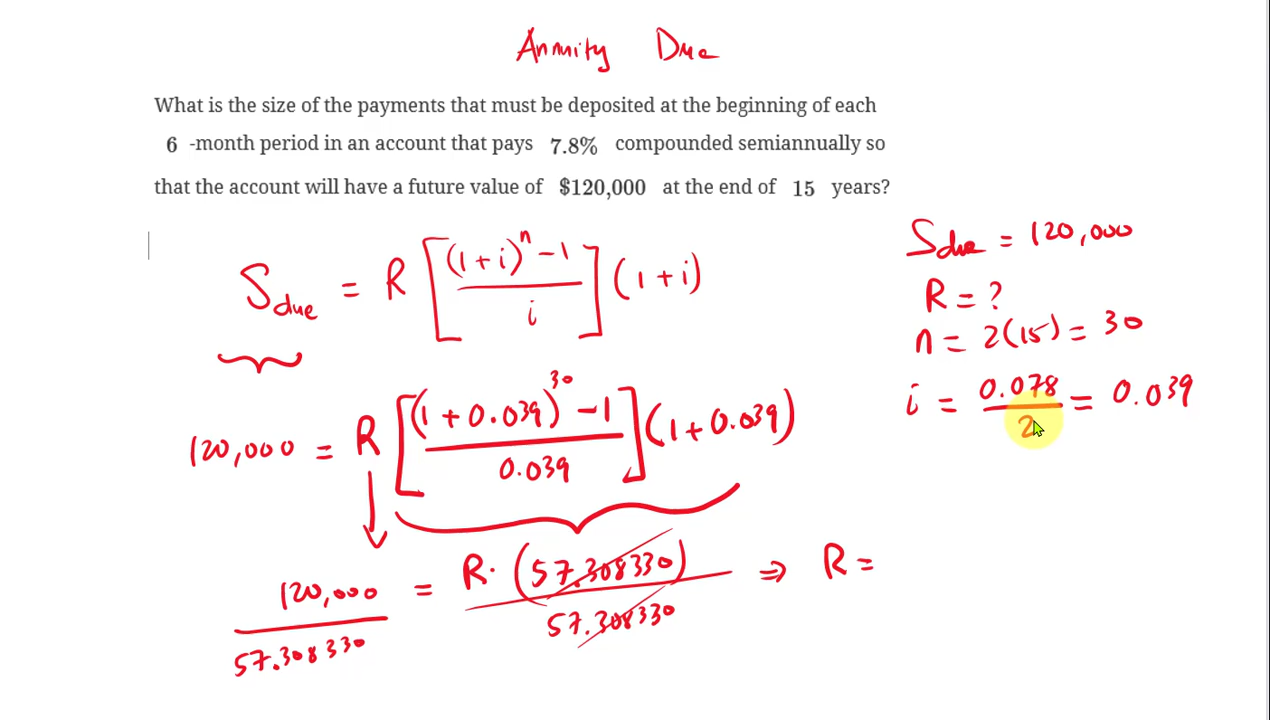 Annuity Due
What is the size of the payments that must be deposited at the beginning of each
6 -month period in an account that pays 7.8% compounded semiannually so
that the account will have a future value of $120,000 at the end of 15 years?
S_due = R [ ((1+i)^n - 1) / i ] (1+i)
S_due = 120,000
R = ?
n = 2(15) = 30
i = 0.078 / 2 = 0.039
120,000 = R [ ((1+0.039)^30 - 1) / 0.039 ] (1+0.039)
120,000 / 57.308330 = R· (57.308330) / 57.308330 ⇒ R =